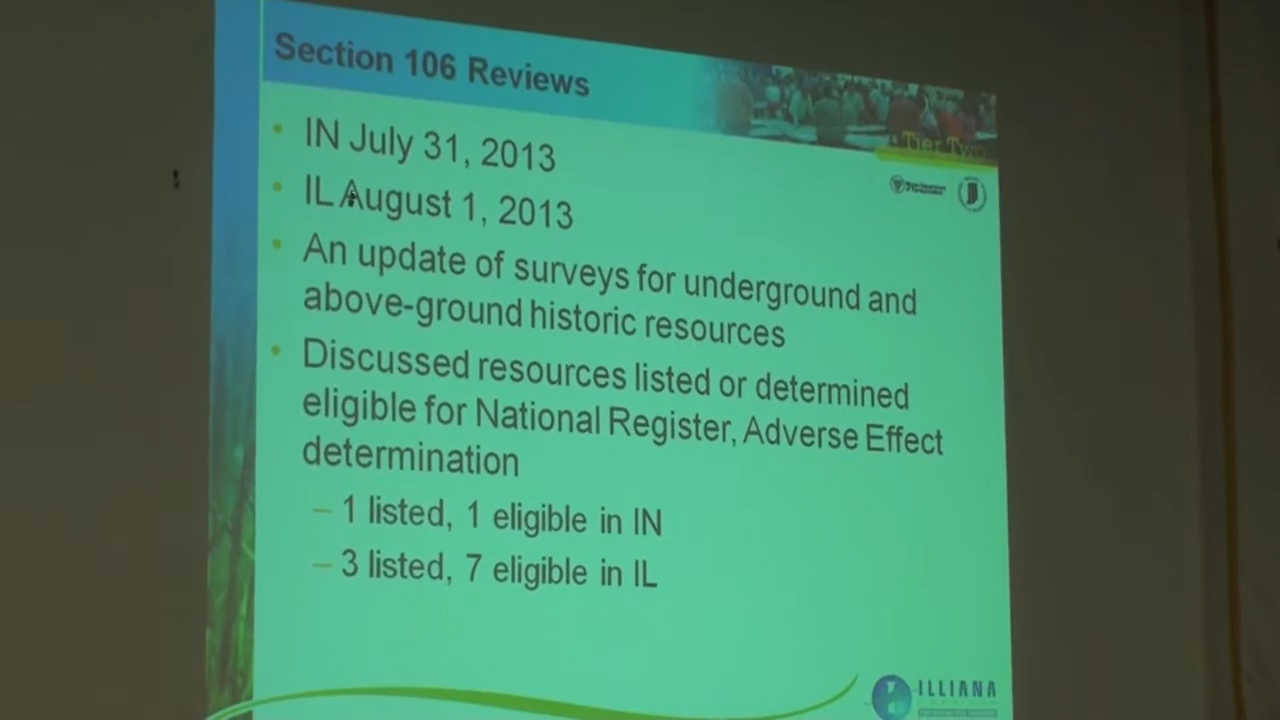 Section 106 Reviews
Tier Two
• IN July 31, 2013
• IL August 1, 2013
• An update of surveys for underground and
above-ground historic resources
• Discussed resources listed or determined
eligible for National Register, Adverse Effect
determination
– 1 listed, 1 eligible in IN
– 3 listed, 7 eligible in IL
ILLIANA